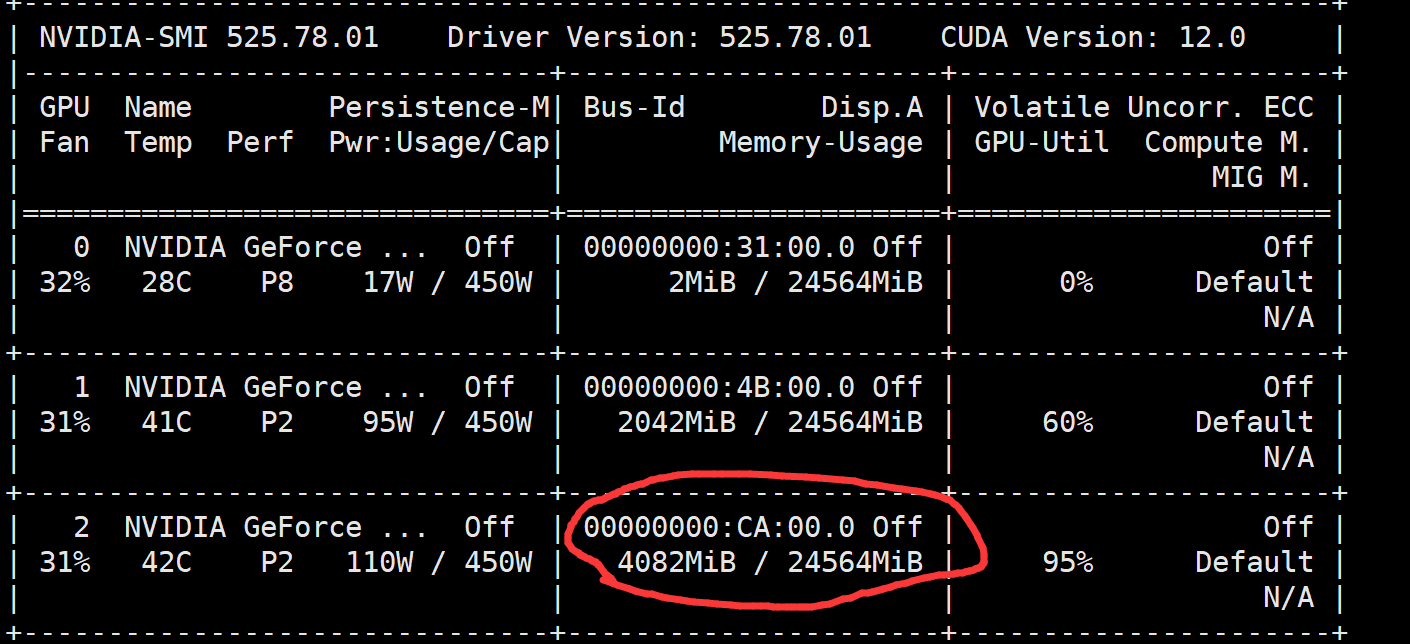 +-----------------------------------------------------------------------------+
| NVIDIA-SMI 525.78.01    Driver Version: 525.78.01    CUDA Version: 12.0     |
|-------------------------------+----------------------+----------------------+
| GPU  Name        Persistence-M| Bus-Id        Disp.A | Volatile Uncorr. ECC |
| Fan  Temp  Perf  Pwr:Usage/Cap|         Memory-Usage | GPU-Util  Compute M. |
|                               |                      |               MIG M. |
|===============================+======================+======================|
|   0  NVIDIA GeForce ...  Off  | 00000000:31:00.0 Off |                  Off |
| 32%   28C    P8    17W / 450W |      2MiB / 24564MiB |      0%      Default |
|                               |                      |                  N/A |
+-------------------------------+----------------------+----------------------+
|   1  NVIDIA GeForce ...  Off  | 00000000:4B:00.0 Off |                  Off |
| 31%   41C    P2    95W / 450W |   2042MiB / 24564MiB |     60%      Default |
|                               |                      |                  N/A |
+-------------------------------+----------------------+----------------------+
|   2  NVIDIA GeForce ...  Off  | 00000000:CA:00.0 Off |                  Off |
| 31%   42C    P2   110W / 450W |   4082MiB / 24564MiB |     95%      Default |
|                               |                      |                  N/A |
+-------------------------------+----------------------+----------------------+